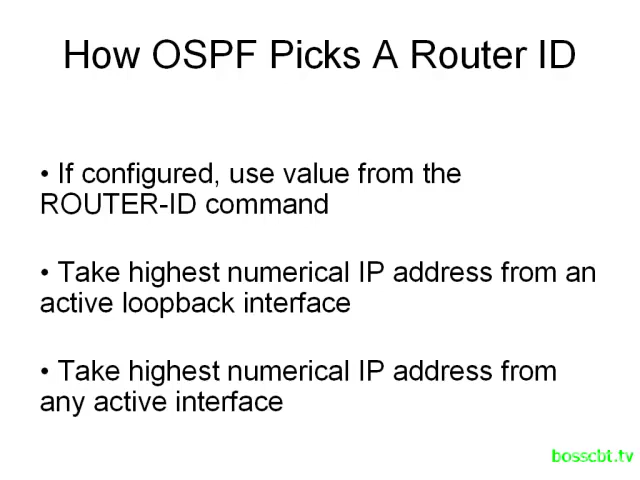 How OSPF Picks A Router ID
• If configured, use value from the
ROUTER-ID command
• Take highest numerical IP address from an
active loopback interface
• Take highest numerical IP address from
any active interface
bosscbt.tv